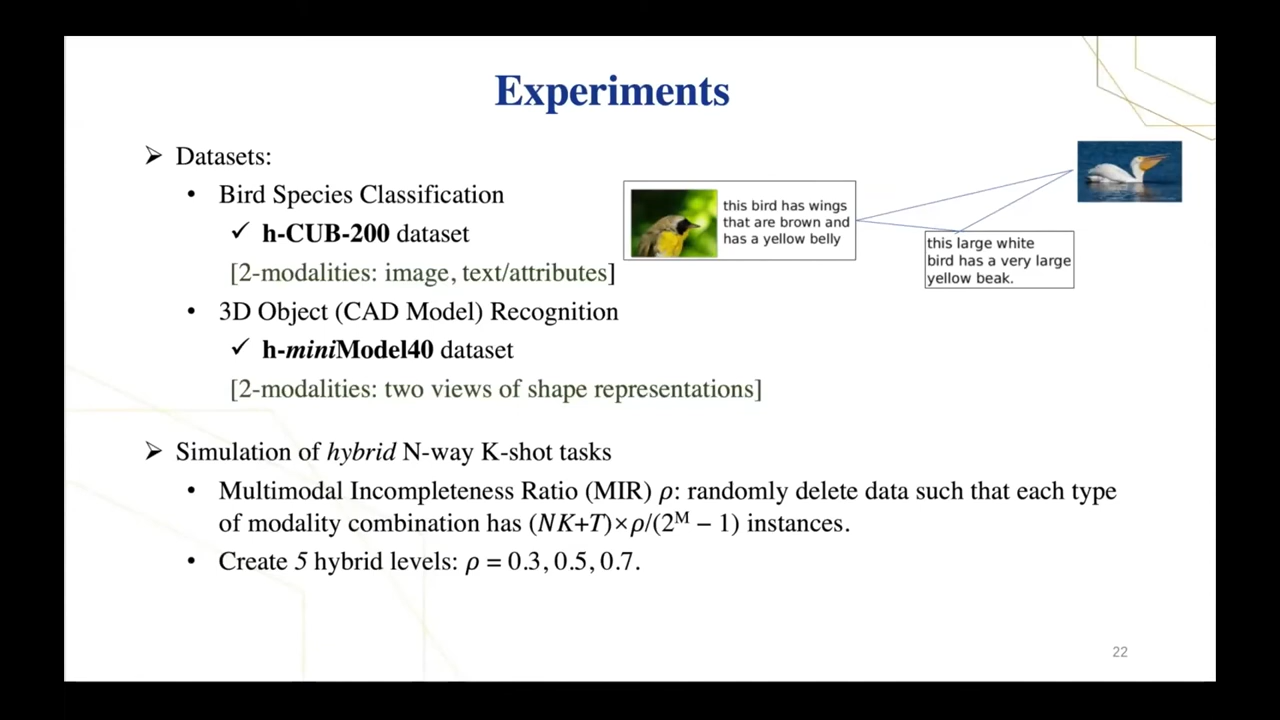 Experiments
➢ Datasets:
• Bird Species Classification
✓ h-CUB-200 dataset
[2-modalities: image, text/attributes]
this bird has wings
that are brown and
has a yellow belly
this large white
bird has a very large
yellow beak.
• 3D Object (CAD Model) Recognition
✓ h-miniModel40 dataset
[2-modalities: two views of shape representations]
➢ Simulation of hybrid N-way K-shot tasks
• Multimodal Incompleteness Ratio (MIR) ρ: randomly delete data such that each type
of modality combination has (NK+T)×ρ/(2ᴹ − 1) instances.
• Create 5 hybrid levels: ρ = 0.3, 0.5, 0.7.
22